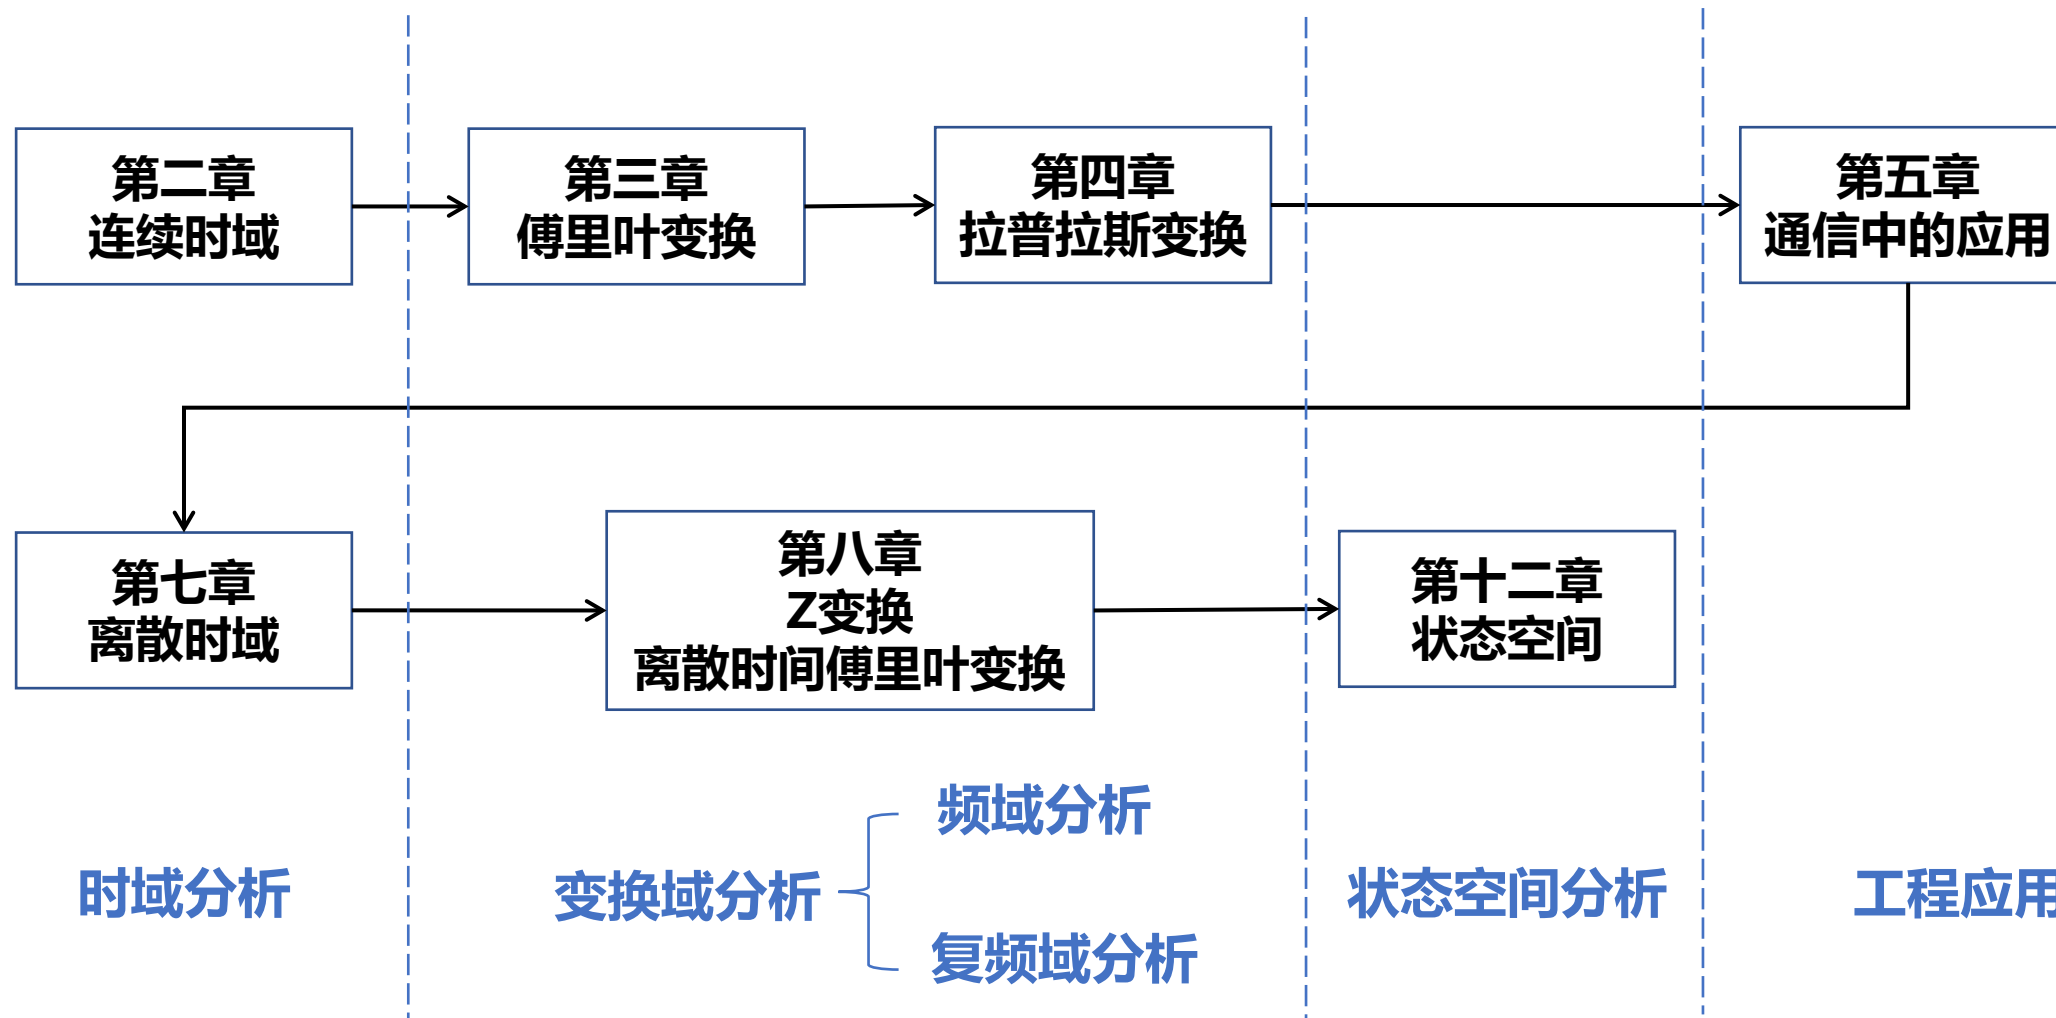 第二章
连续时域
第三章
傅里叶变换
第四章
拉普拉斯变换
第五章
通信中的应用
第七章
离散时域
第八章
Z变换
离散时间傅里叶变换
第十二章
状态空间
时域分析
变换域分析
频域分析
复频域分析
状态空间分析
工程应用